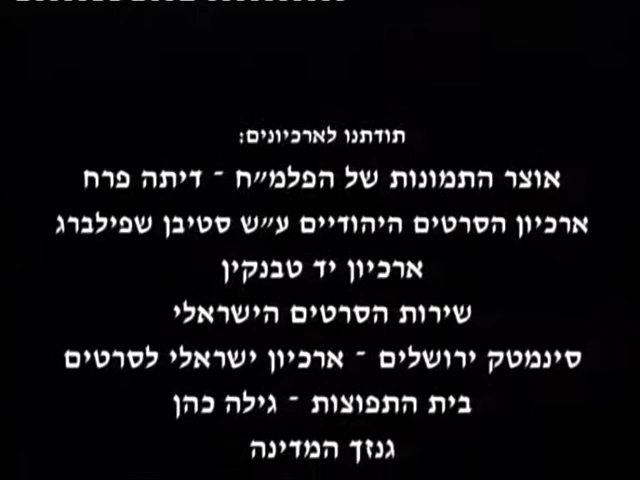 תודתנו לארכיונים:
אוצר התמונות של הפלמ״ח - דיתה פרח
ארכיון הסרטים היהודיים ע״ש סטיבן שפילברג
ארכיון יד טבנקין
שירות הסרטים הישראלי
סינמטק ירושלים - ארכיון ישראלי לסרטים
בית התפוצות - גילה כהן
גנזך המדינה